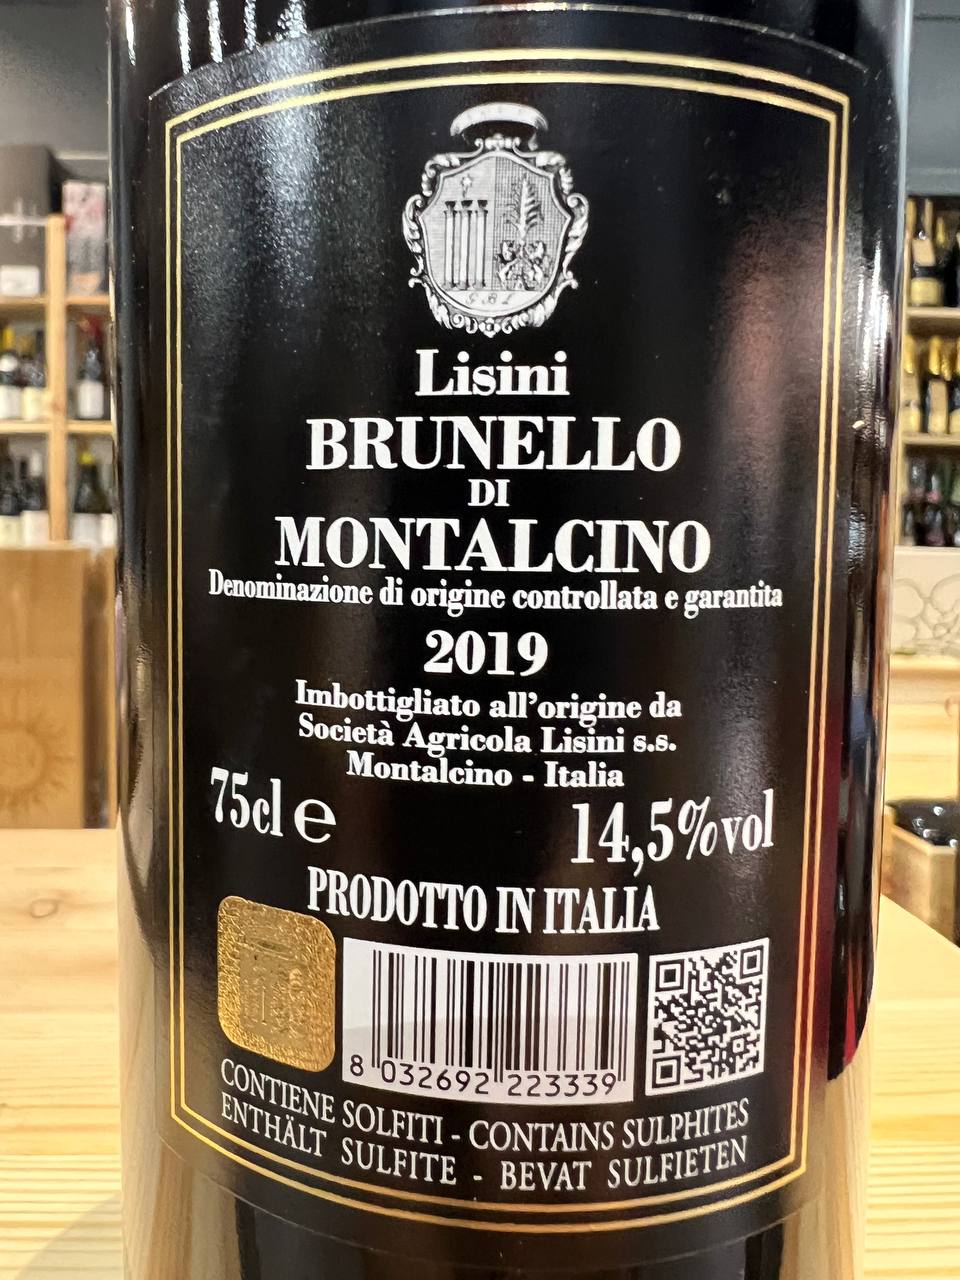 G B L
Lisini
BRUNELLO
DI
MONTALCINO
Denominazione di origine controllata e garantita
2019
Imbottigliato all'origine da
Società Agricola Lisini s.s.
Montalcino - Italia
75cl e
14,5%vol
PRODOTTO IN ITALIA
8 032692 223339
CONTIENE SOLFITI - CONTAINS SULPHITES
ENTHÄLT SULFITE - BEVAT SULFIETEN